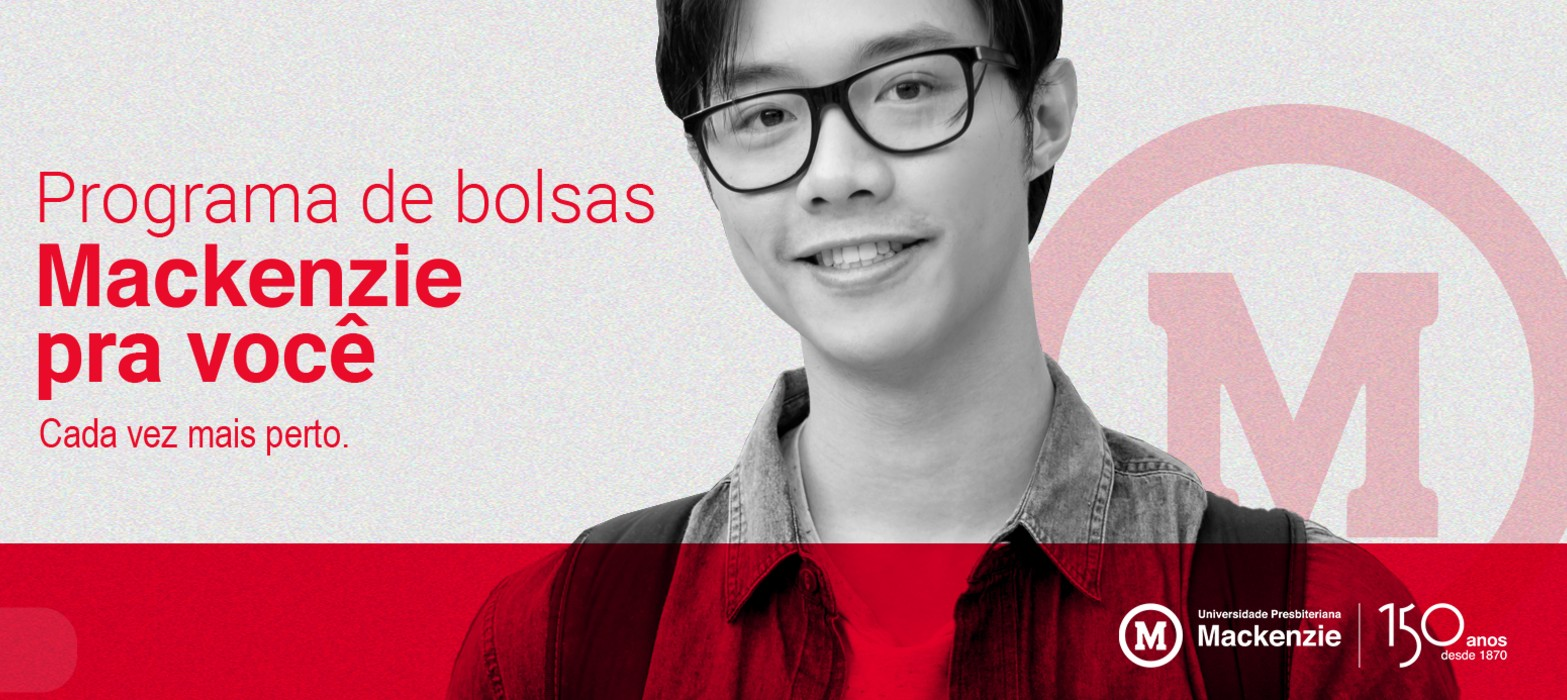 Programa de bolsas
Mackenzie
pra você
Cada vez mais perto.
M
M
Universidade Presbiteriana
Mackenzie
150 anos
desde 1870